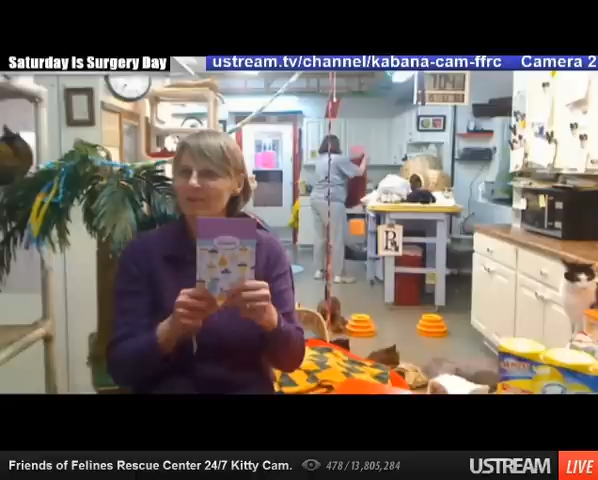 Saturday Is Surgery Day
ustream.tv/channel/kabana-cam-ffrc Camera 2
R
Friends of Felines Rescue Center 24/7 Kitty Cam.
478 / 13,805,284
USTREAM
LIVE